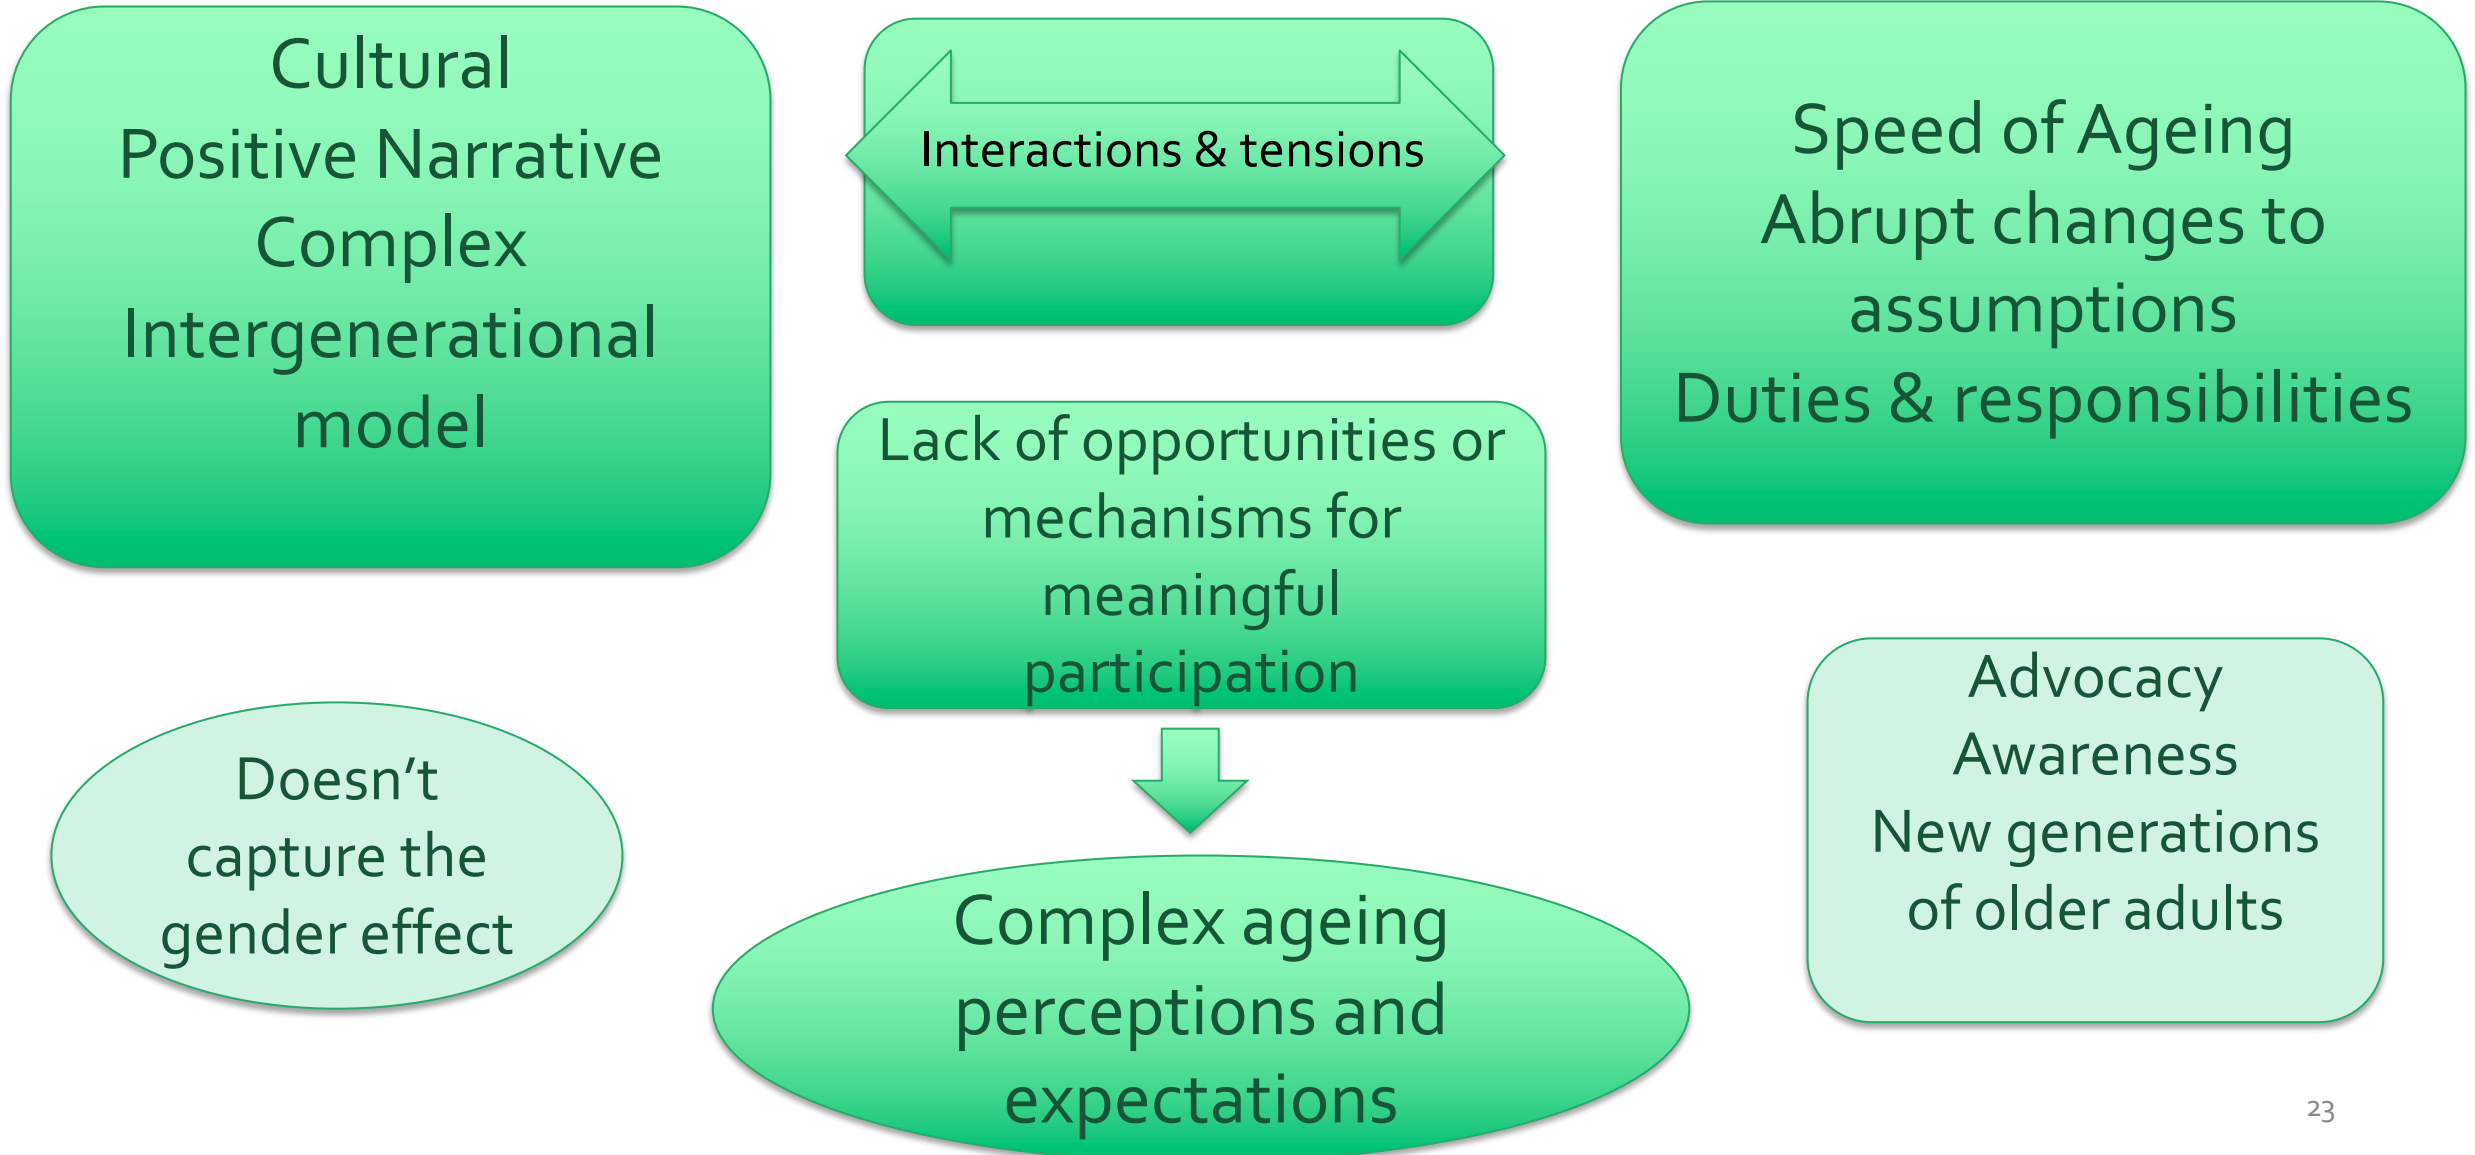 Cultural
Positive Narrative
Complex
Intergenerational
model
Interactions & tensions
Speed of Ageing
Abrupt changes to
assumptions
Duties & responsibilities
Lack of opportunities or
mechanisms for
meaningful
participation
Doesn’t
capture the
gender effect
Complex ageing
perceptions and
expectations
Advocacy
Awareness
New generations
of older adults
23